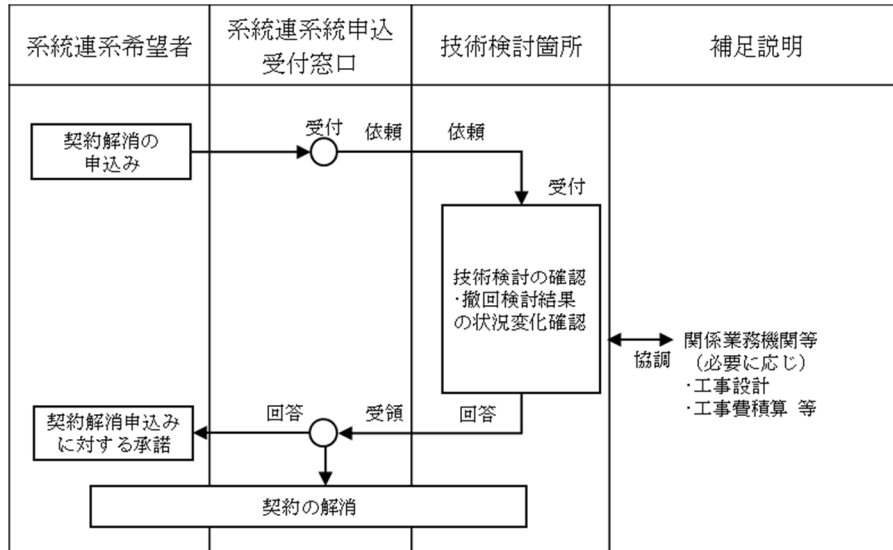 系統連系希望者
系統連系統申込
受付窓口
技術検討箇所
補足説明
契約解消の
申込み
受付
依頼
依頼
受付
技術検討の確認
・撤回検討結果
の状況変化確認
協調
関係業務機関等
（必要に応じ）
・工事設計
・工事費積算 等
契約解消申込み
に対する承諾
回答
受領
回答
契約の解消